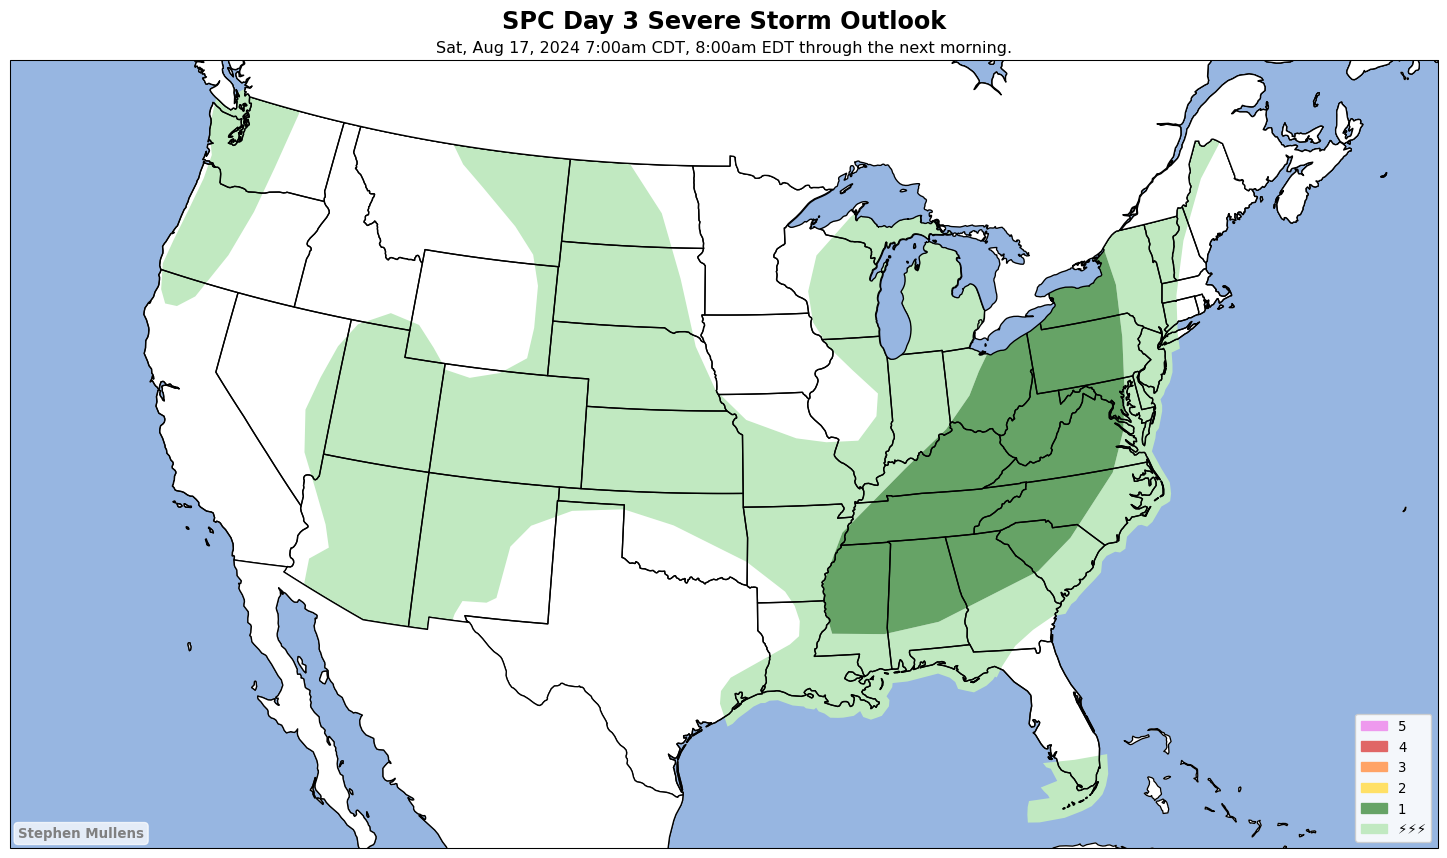 SPC Day 3 Severe Storm Outlook
Sat, Aug 17, 2024 7:00am CDT, 8:00am EDT through the next morning.
5
4
3
2
1
⚡⚡⚡
Stephen Mullens